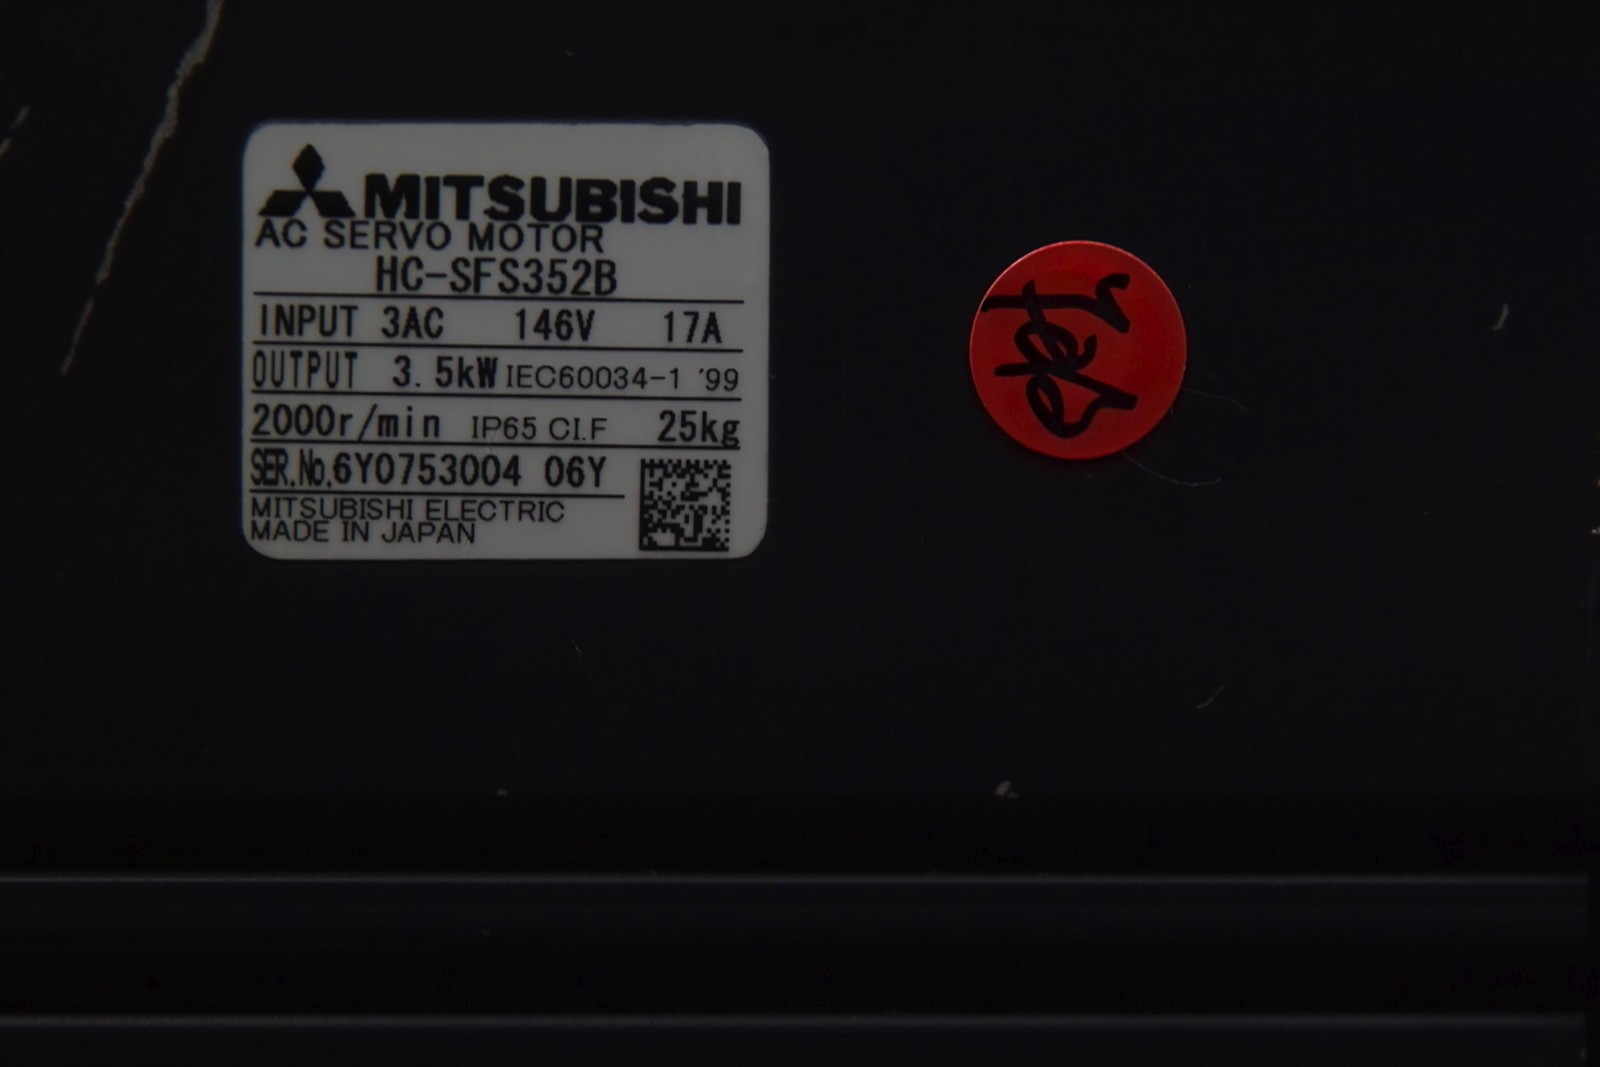 MITSUBISHI
AC SERVO MOTOR
HC-SFS352B
INPUT 3AC 146V 17A
OUTPUT 3.5kW IEC60034-1 '99
2000r/min IP65 CI.F 25kg
SER.No.6Y0753004 06Y
MITSUBISHI ELECTRIC
MADE IN JAPAN